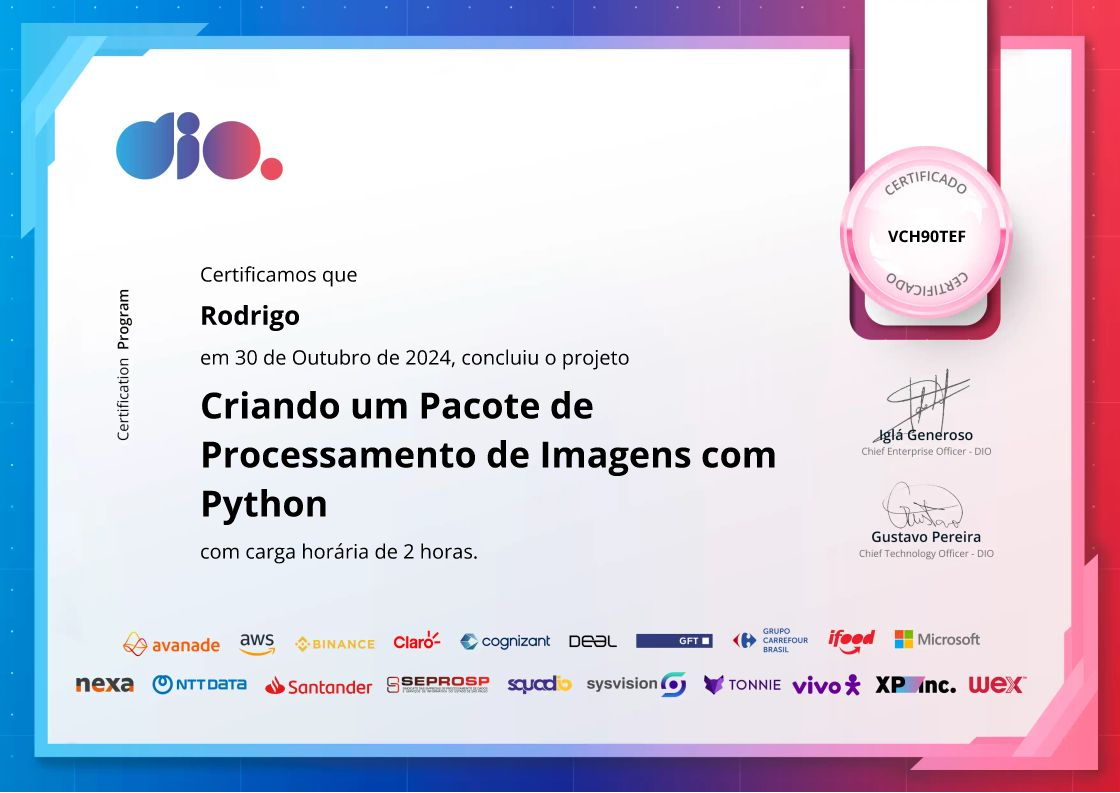 dio.
CERTIFICADO
VCH90TEF
CERTIFICADO
Certification Program
Certificamos que
Rodrigo
em 30 de Outubro de 2024, concluiu o projeto
Criando um Pacote de
Processamento de Imagens com
Python
com carga horária de 2 horas.
Iglá Generoso
Chief Enterprise Officer - DIO
Gustavo Pereira
Chief Technology Officer - DIO
avanade aws BINANCE Claro cognizant DEAL GFT GRUPO CARREFOUR BRASIL ifood Microsoft
nexa NTT DATA Santander SEPROSP squadio sysvision TONNIE vivo XP inc. wex